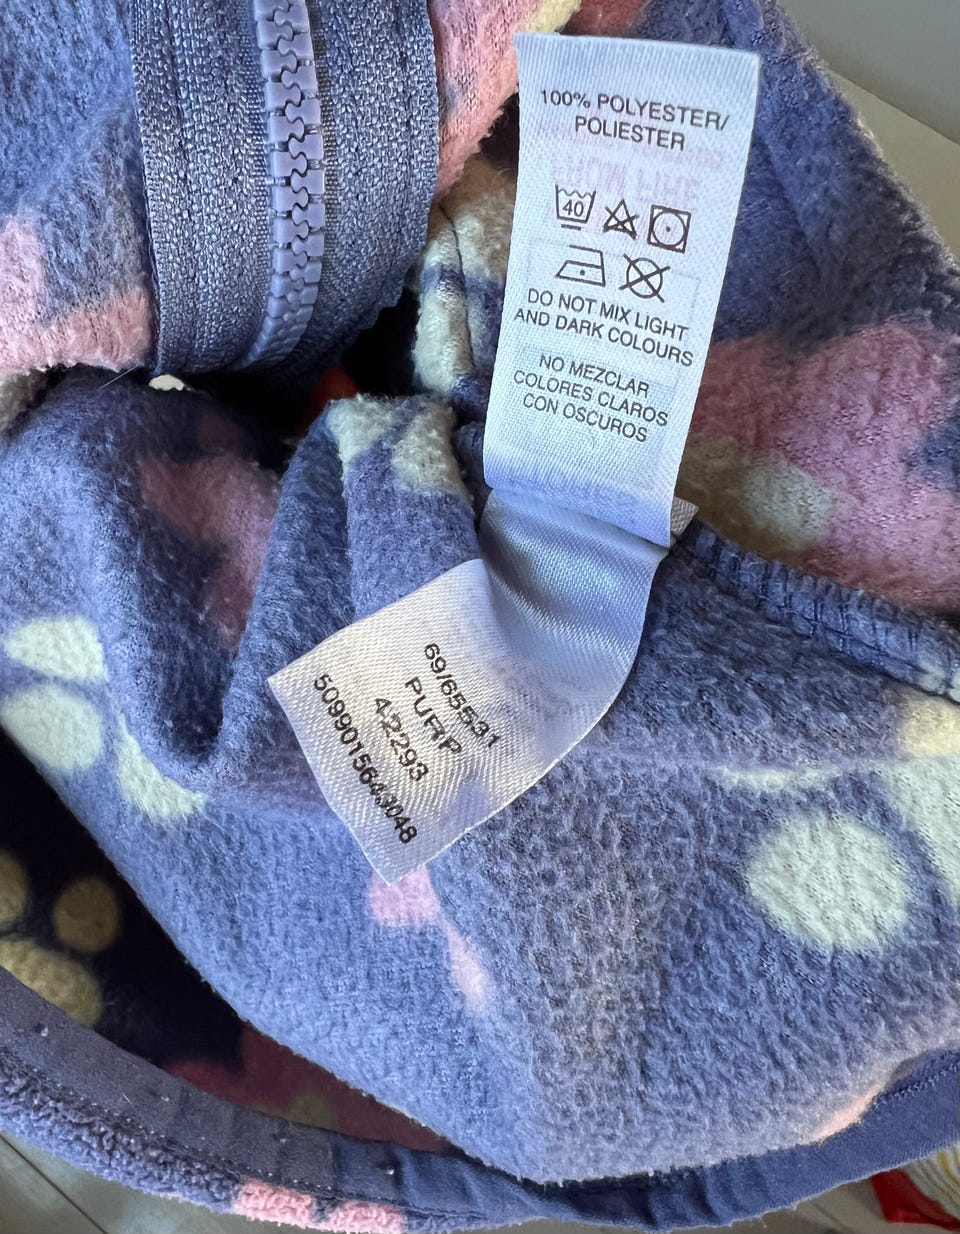 100% POLYESTER/
POLIESTER
40
DO NOT MIX LIGHT
AND DARK COLOURS
NO MEZCLAR
COLORES CLAROS
CON OSCUROS
69/65531
PURP
42293